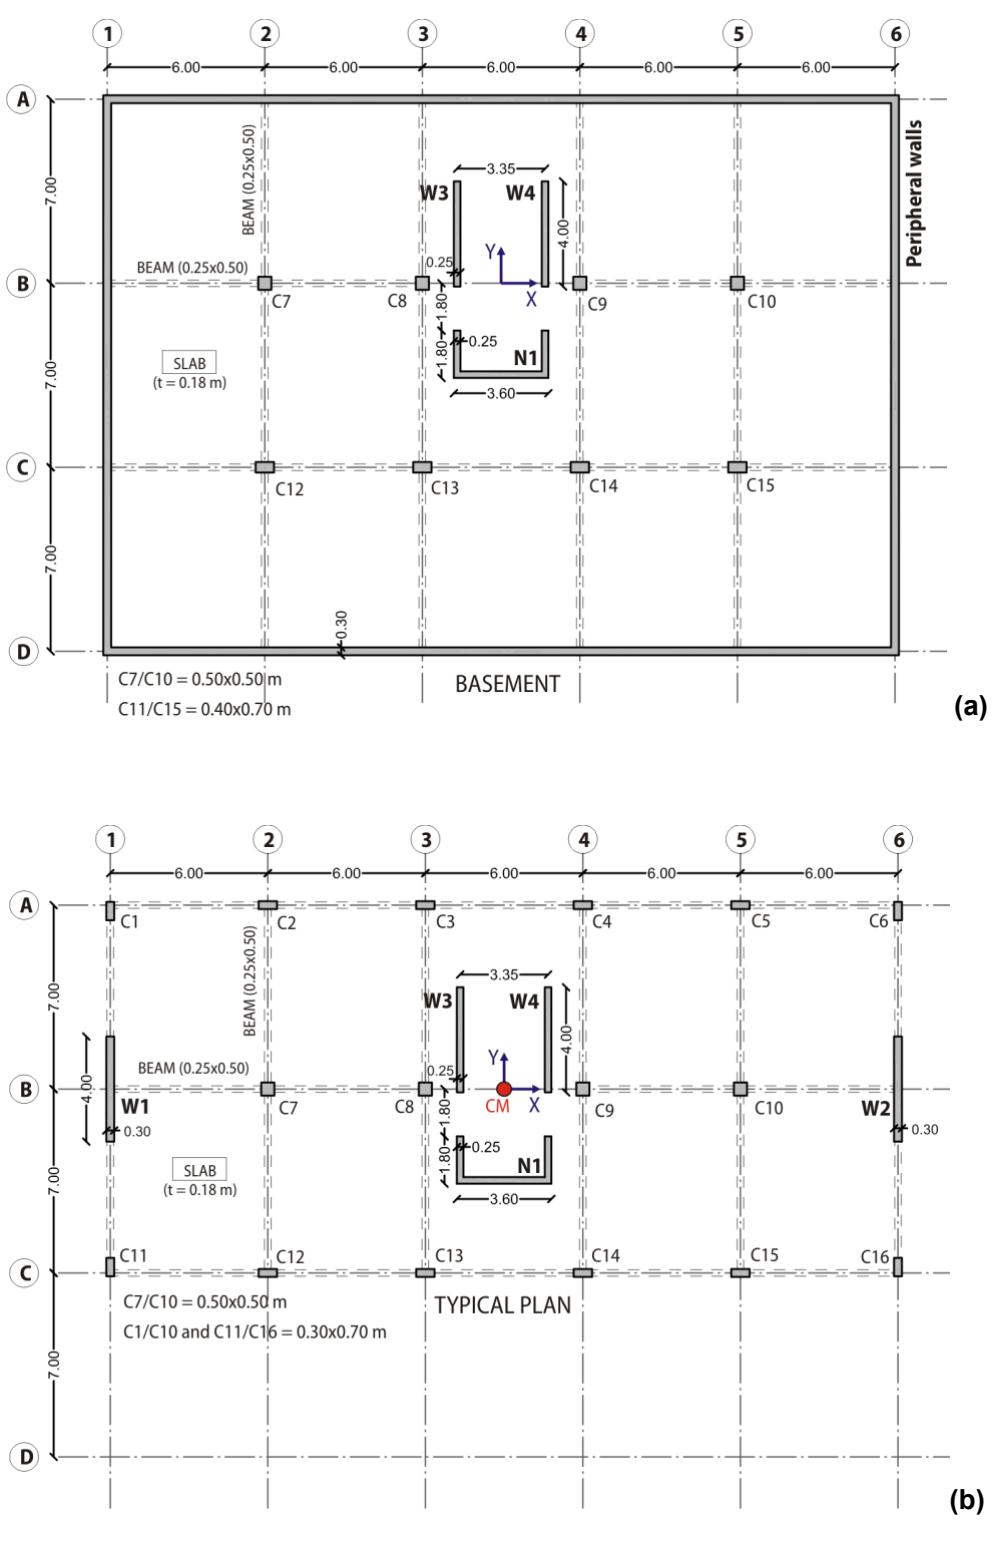 1 2 3 4 5 6
6.00 6.00 6.00 6.00 6.00
A
BEAM (0.25x0.50)
Peripheral walls
3.35
W3 W4
7.00
4.00
BEAM (0.25x0.50)
0.25
Y
B
X
C7 C8 C9 C10
1.80
1.80
0.25
N1
SLAB
(t = 0.18 m)
7.00
3.60
C
C12 C13 C14 C15
7.00
0.30
D
C7/C10 = 0.50x0.50 m
BASEMENT
C11/C15 = 0.40x0.70 m
(a)
1 2 3 4 5 6
6.00 6.00 6.00 6.00 6.00
A
C1 C2 C3 C4 C5 C6
BEAM (0.25x0.50)
3.35
W3 W4
7.00
4.00
BEAM (0.25x0.50)
0.25
Y
B
4.00
W1
CM X
C7 C8 C9 C10
W2
1.80
0.30
0.30
1.80
0.25
N1
SLAB
(t = 0.18 m)
7.00
3.60
C11 C12 C13 C14 C15 C16
C
C7/C10 = 0.50x0.50 m
TYPICAL PLAN
C1/C10 and C11/C16 = 0.30x0.70 m
7.00
D
(b)